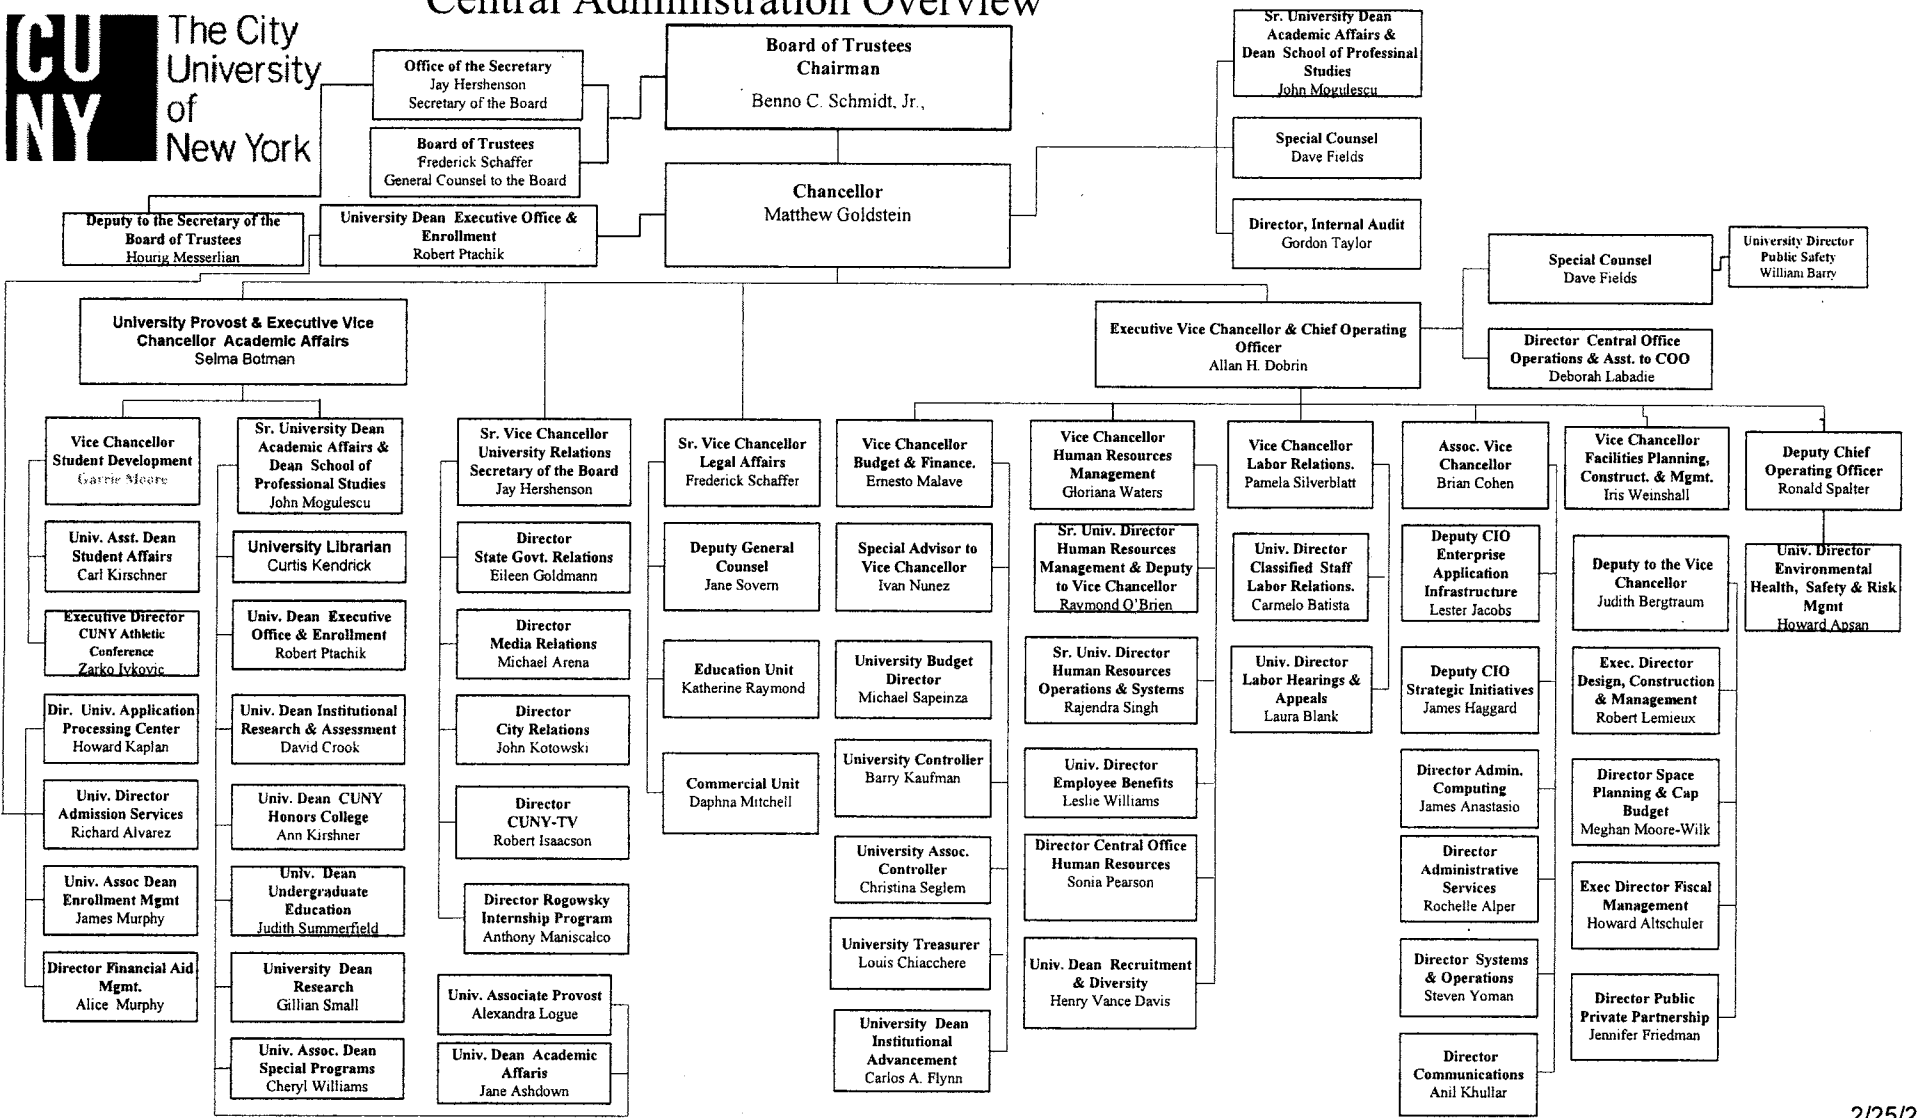 Central Administration Overview
CU
NY
The City
University
of
New York
Office of the Secretary
Jay Hershenson
Secretary of the Board
Board of Trustees
Frederick Schaffer
General Counsel to the Board
Board of Trustees
Chairman
Benno C. Schmidt, Jr.,
Chancellor
Matthew Goldstein
Sr. University Dean
Academic Affairs &
Dean School of Professinal
Studies
John Mogulescu
Special Counsel
Dave Fields
Director, Internal Audit
Gordon Taylor
Deputy to the Secretary of the
Board of Trustees
Hourig Messerlian
University Dean Executive Office &
Enrollment
Robert Ptachik
Special Counsel
Dave Fields
University Director
Public Safety
William Barry
University Provost & Executive Vice
Chancellor Academic Affairs
Selma Botman
Executive Vice Chancellor & Chief Operating
Officer
Allan H. Dobrin
Director Central Office
Operations & Asst. to COO
Deborah Labadie
Vice Chancellor
Student Development
Garrie Moore
Univ. Asst. Dean
Student Affairs
Carl Kirschner
Executive Director
CUNY Athletic
Conference
Zarko Ivkovic
Dir. Univ. Application
Processing Center
Howard Kaplan
Univ. Director
Admission Services
Richard Alvarez
Univ. Assoc Dean
Enrollment Mgmt
James Murphy
Director Financial Aid
Mgmt.
Alice Murphy
Sr. University Dean
Academic Affairs &
Dean School of
Professional Studies
John Mogulescu
University Librarian
Curtis Kendrick
Univ. Dean Executive
Office & Enrollment
Robert Ptachik
Univ. Dean Institutional
Research & Assessment
David Crook
Univ. Dean CUNY
Honors College
Ann Kirshner
Univ. Dean
Undergraduate
Education
Judith Summerfield
University Dean
Research
Gillian Small
Univ. Assoc. Dean
Special Programs
Cheryl Williams
Sr. Vice Chancellor
University Relations
Secretary of the Board
Jay Hershenson
Director
State Govt. Relations
Eileen Goldmann
Director
Media Relations
Michael Arena
Director
City Relations
John Kotowski
Director
CUNY-TV
Robert Isaacson
Director Rogowsky
Internship Program
Anthony Maniscalco
Univ. Associate Provost
Alexandra Logue
Univ. Dean Academic
Affaris
Jane Ashdown
Sr. Vice Chancellor
Legal Affairs
Frederick Schaffer
Deputy General
Counsel
Jane Sovern
Education Unit
Katherine Raymond
Commercial Unit
Daphna Mitchell
Vice Chancellor
Budget & Finance.
Ernesto Malave
Special Advisor to
Vice Chancellor
Ivan Nunez
University Budget
Director
Michael Sapeinza
University Controller
Barry Kaufman
University Assoc.
Controller
Christina Seglem
University Treasurer
Louis Chiacchere
University Dean
Institutional
Advancement
Carlos A. Flynn
Vice Chancellor
Human Resources
Management
Gloriana Waters
Sr. Univ. Director
Human Resources
Management & Deputy
to Vice Chancellor
Raymond O'Brien
Sr. Univ. Director
Human Resources
Operations & Systems
Rajendra Singh
Univ. Director
Employee Benefits
Leslie Williams
Director Central Office
Human Resources
Sonia Pearson
Univ. Dean Recruitment
& Diversity
Henry Vance Davis
Vice Chancellor
Labor Relations.
Pamela Silverblatt
Univ. Director
Classified Staff
Labor Relations.
Carmelo Batista
Univ. Director
Labor Hearings &
Appeals
Laura Blank
Assoc. Vice
Chancellor
Brian Cohen
Deputy CIO
Enterprise
Application
Infrastructure
Lester Jacobs
Deputy CIO
Strategic Initiatives
James Haggard
Director Admin.
Computing
James Anastasio
Director
Administrative
Services
Rochelle Alper
Director Systems
& Operations
Steven Yoman
Director
Communications
Anil Khullar
Vice Chancellor
Facilities Planning,
Construct. & Mgmt.
Iris Weinshall
Deputy to the Vice
Chancellor
Judith Bergtraum
Exec. Director
Design, Construction
& Management
Robert Lemieux
Director Space
Planning & Cap
Budget
Meghan Moore-Wilk
Exec Director Fiscal
Management
Howard Altschuler
Director Public
Private Partnership
Jennifer Friedman
Deputy Chief
Operating Officer
Ronald Spalter
Univ. Director
Environmental
Health, Safety & Risk
Mgmt
Howard Apsan
2/25/2